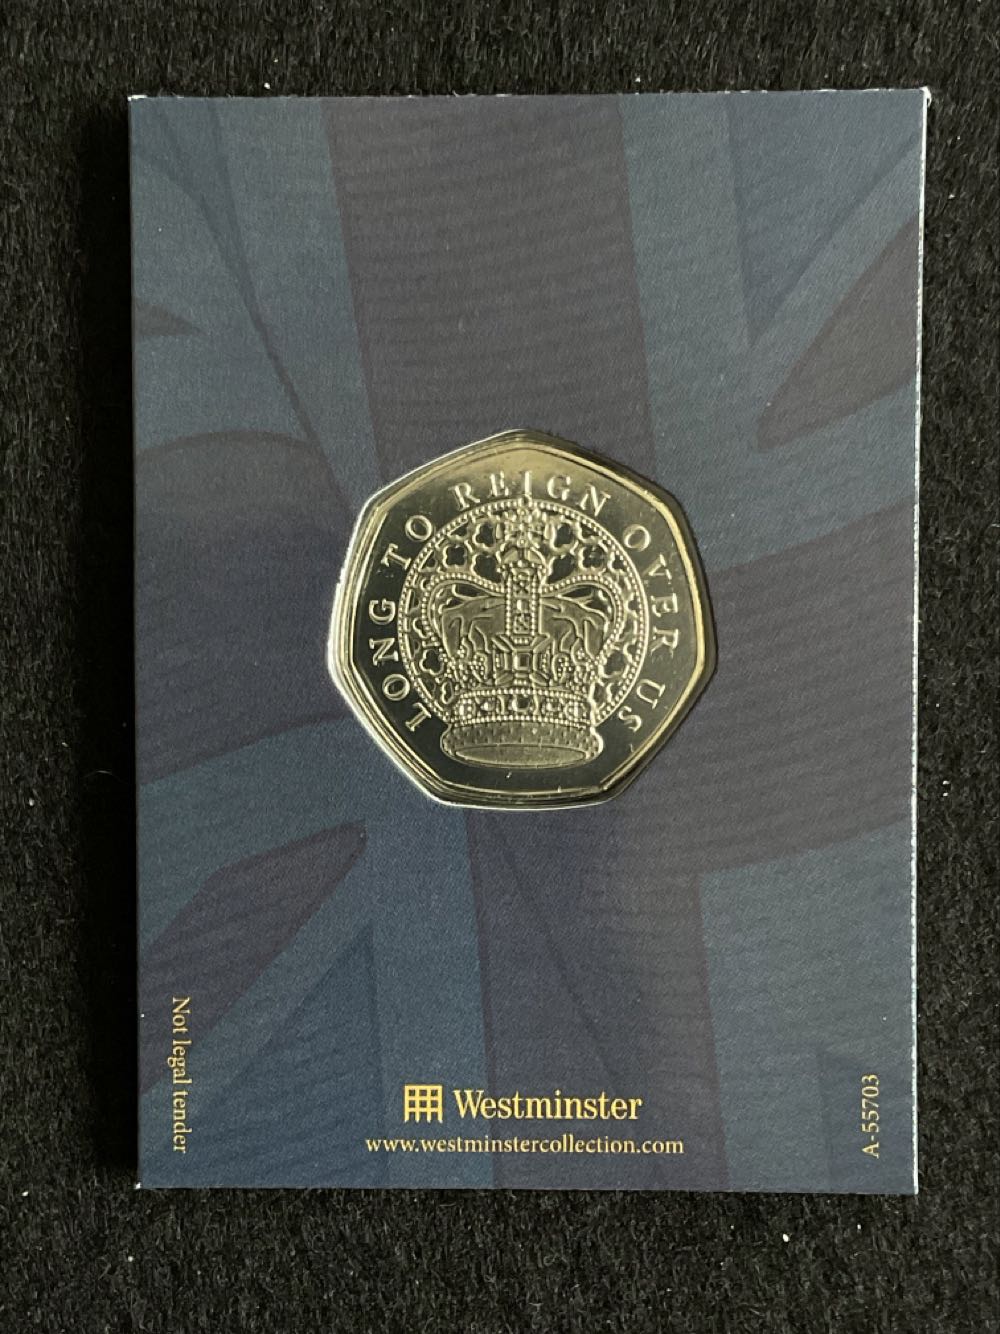 LONG TO REIGN OVER US
Not legal tender
Westminster
www.westminstercollection.com
A-55703